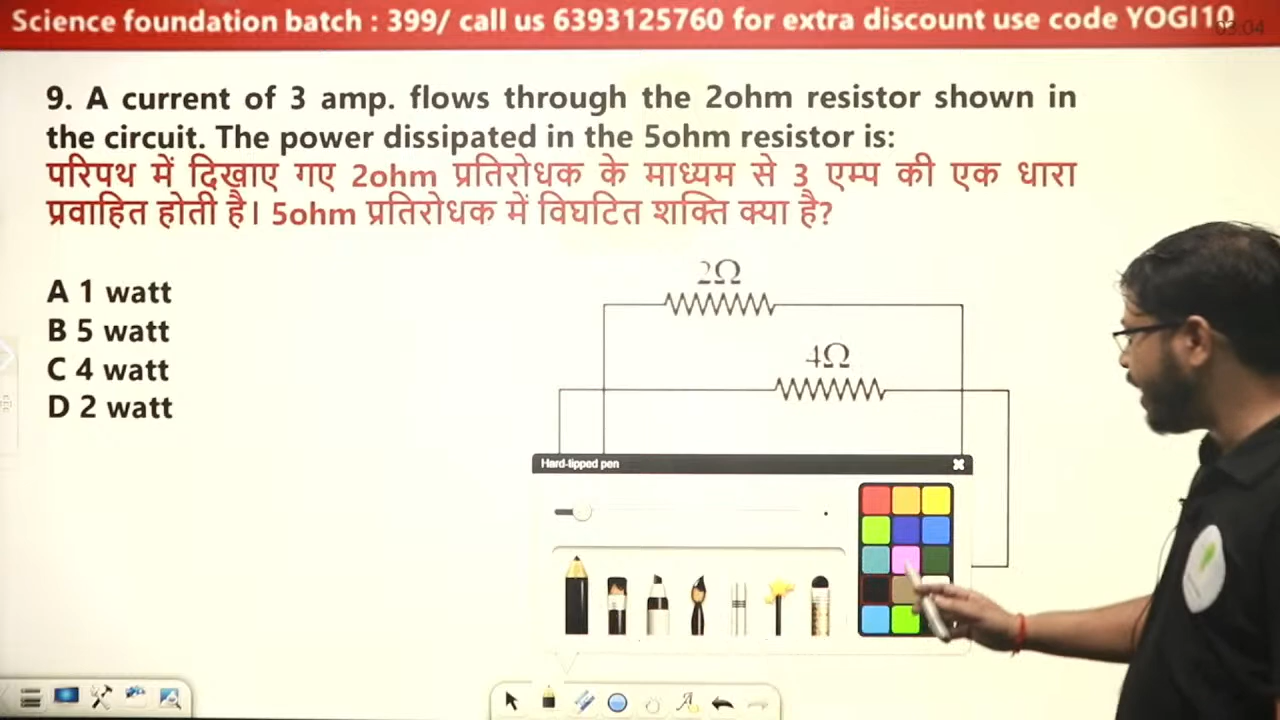 Science foundation batch : 399/ call us 6393125760 for extra discount use code YOGI10
03:04
9. A current of 3 amp. flows through the 2ohm resistor shown in
the circuit. The power dissipated in the 5ohm resistor is:
परिपथ में दिखाए गए 2ohm प्रतिरोधक के माध्यम से 3 एम्प की एक धारा
प्रवाहित होती है। 5ohm प्रतिरोधक में विघटित शक्ति क्या है?
A 1 watt
B 5 watt
C 4 watt
D 2 watt
2Ω
4Ω
Hard-tipped pen